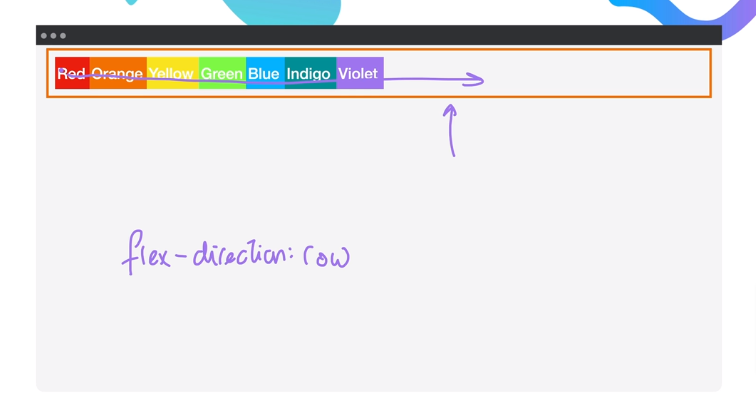 Red Orange Yellow Green Blue Indigo Violet
flex-direction: row